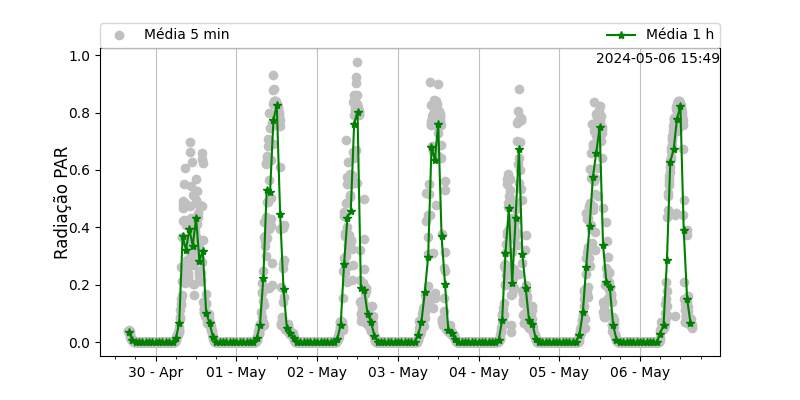 Média 5 min
Média 1 h
2024-05-06 15:49
Radiação PAR
1.0
0.8
0.6
0.4
0.2
0.0
30 - Apr
01 - May
02 - May
03 - May
04 - May
05 - May
06 - May